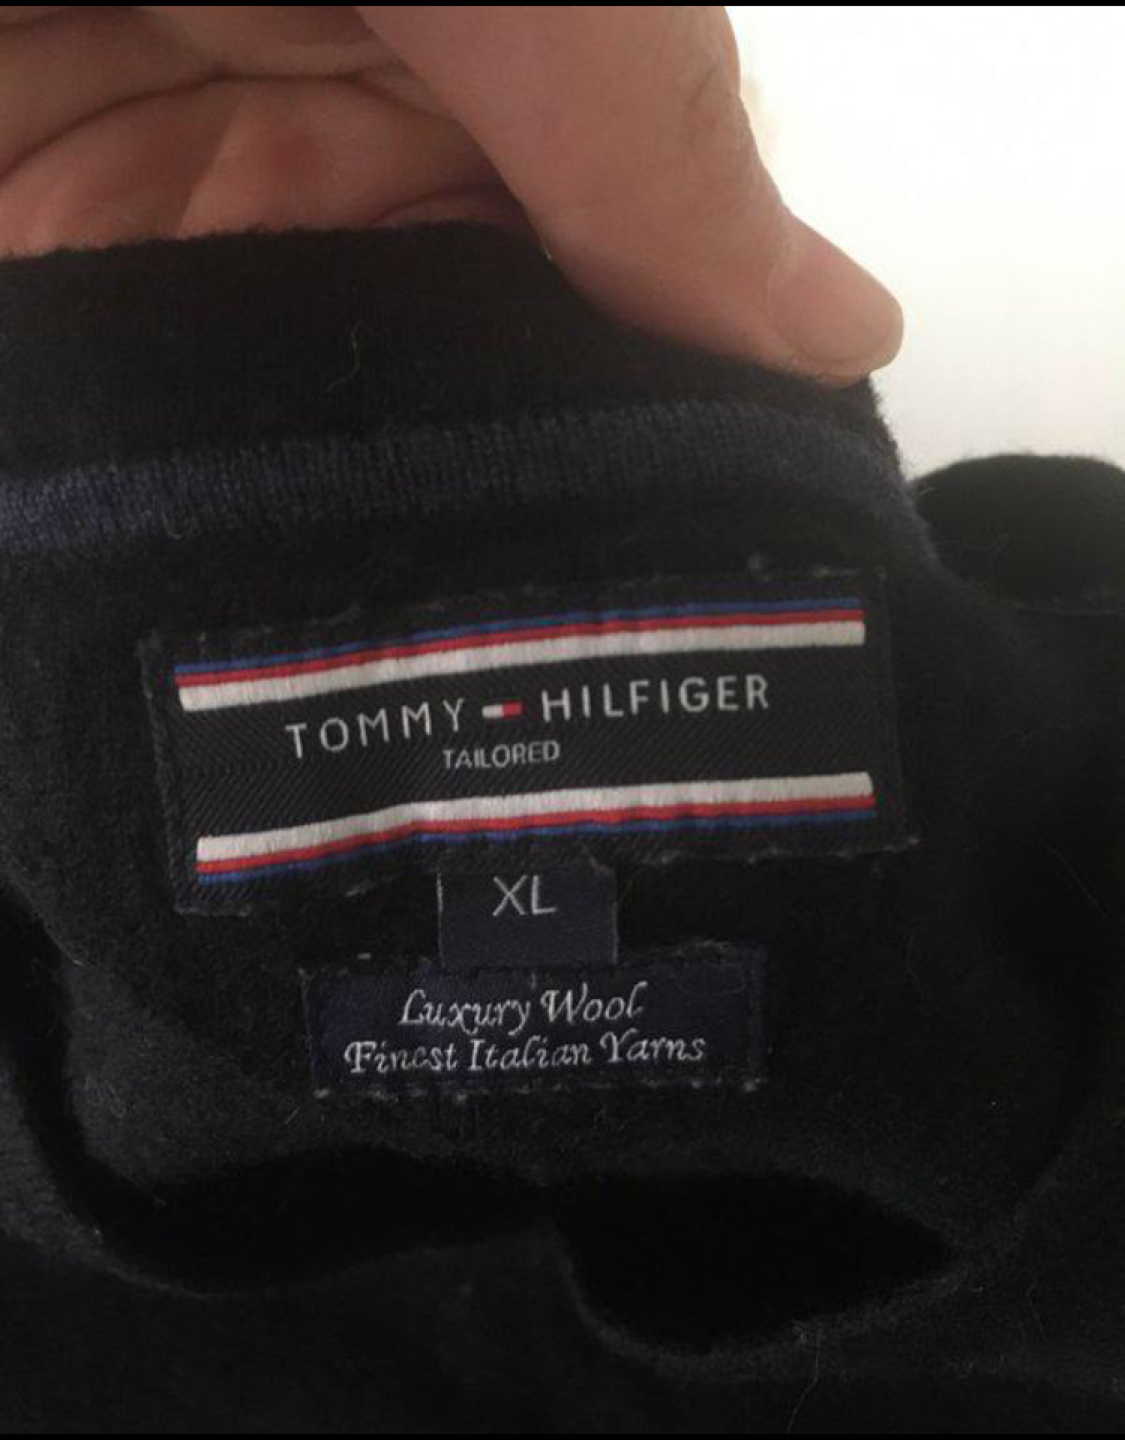 TOMMY HILFIGER
TAILORED
XL
Luxury Wool
Finest Italian Yarns